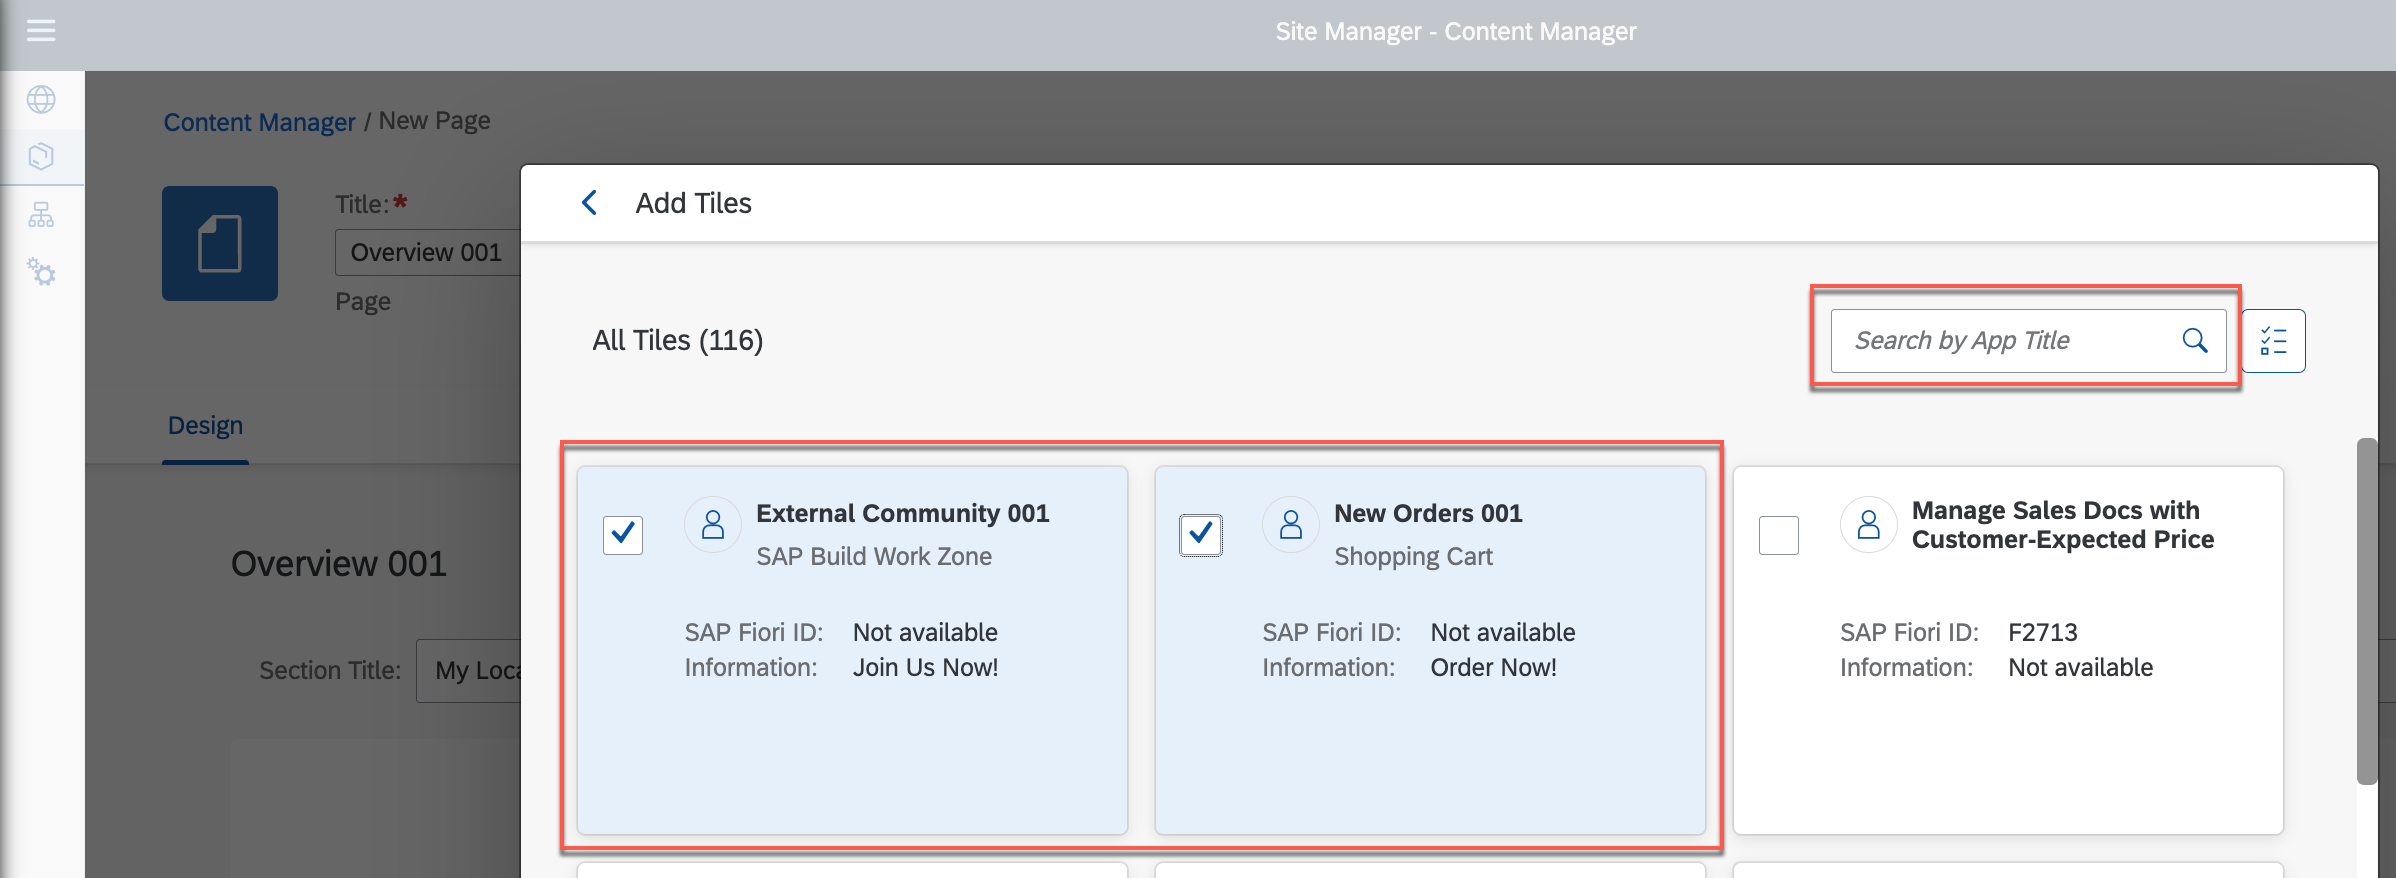 Site Manager - Content Manager
Content Manager / New Page
Title:*
Overview 001
Page
Design
Overview 001
Section Title:
My Loca
Add Tiles
All Tiles (116)
Search by App Title
External Community 001
SAP Build Work Zone
SAP Fiori ID: Not available
Information: Join Us Now!
New Orders 001
Shopping Cart
SAP Fiori ID: Not available
Information: Order Now!
Manage Sales Docs with
Customer-Expected Price
SAP Fiori ID: F2713
Information: Not available